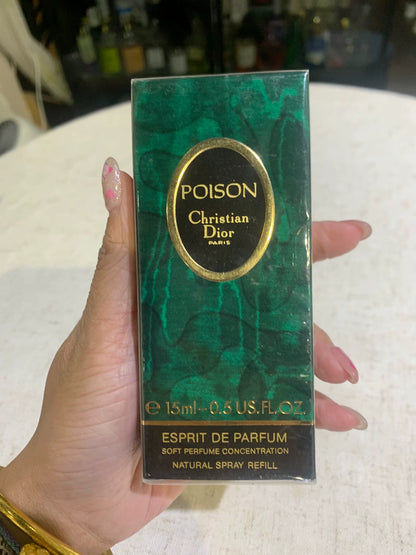 POISON
Christian
Dior
PARIS
℮ 15ml - 0.5 US.FL.OZ.
ESPRIT DE PARFUM
SOFT PERFUME CONCENTRATION
NATURAL SPRAY REFILL